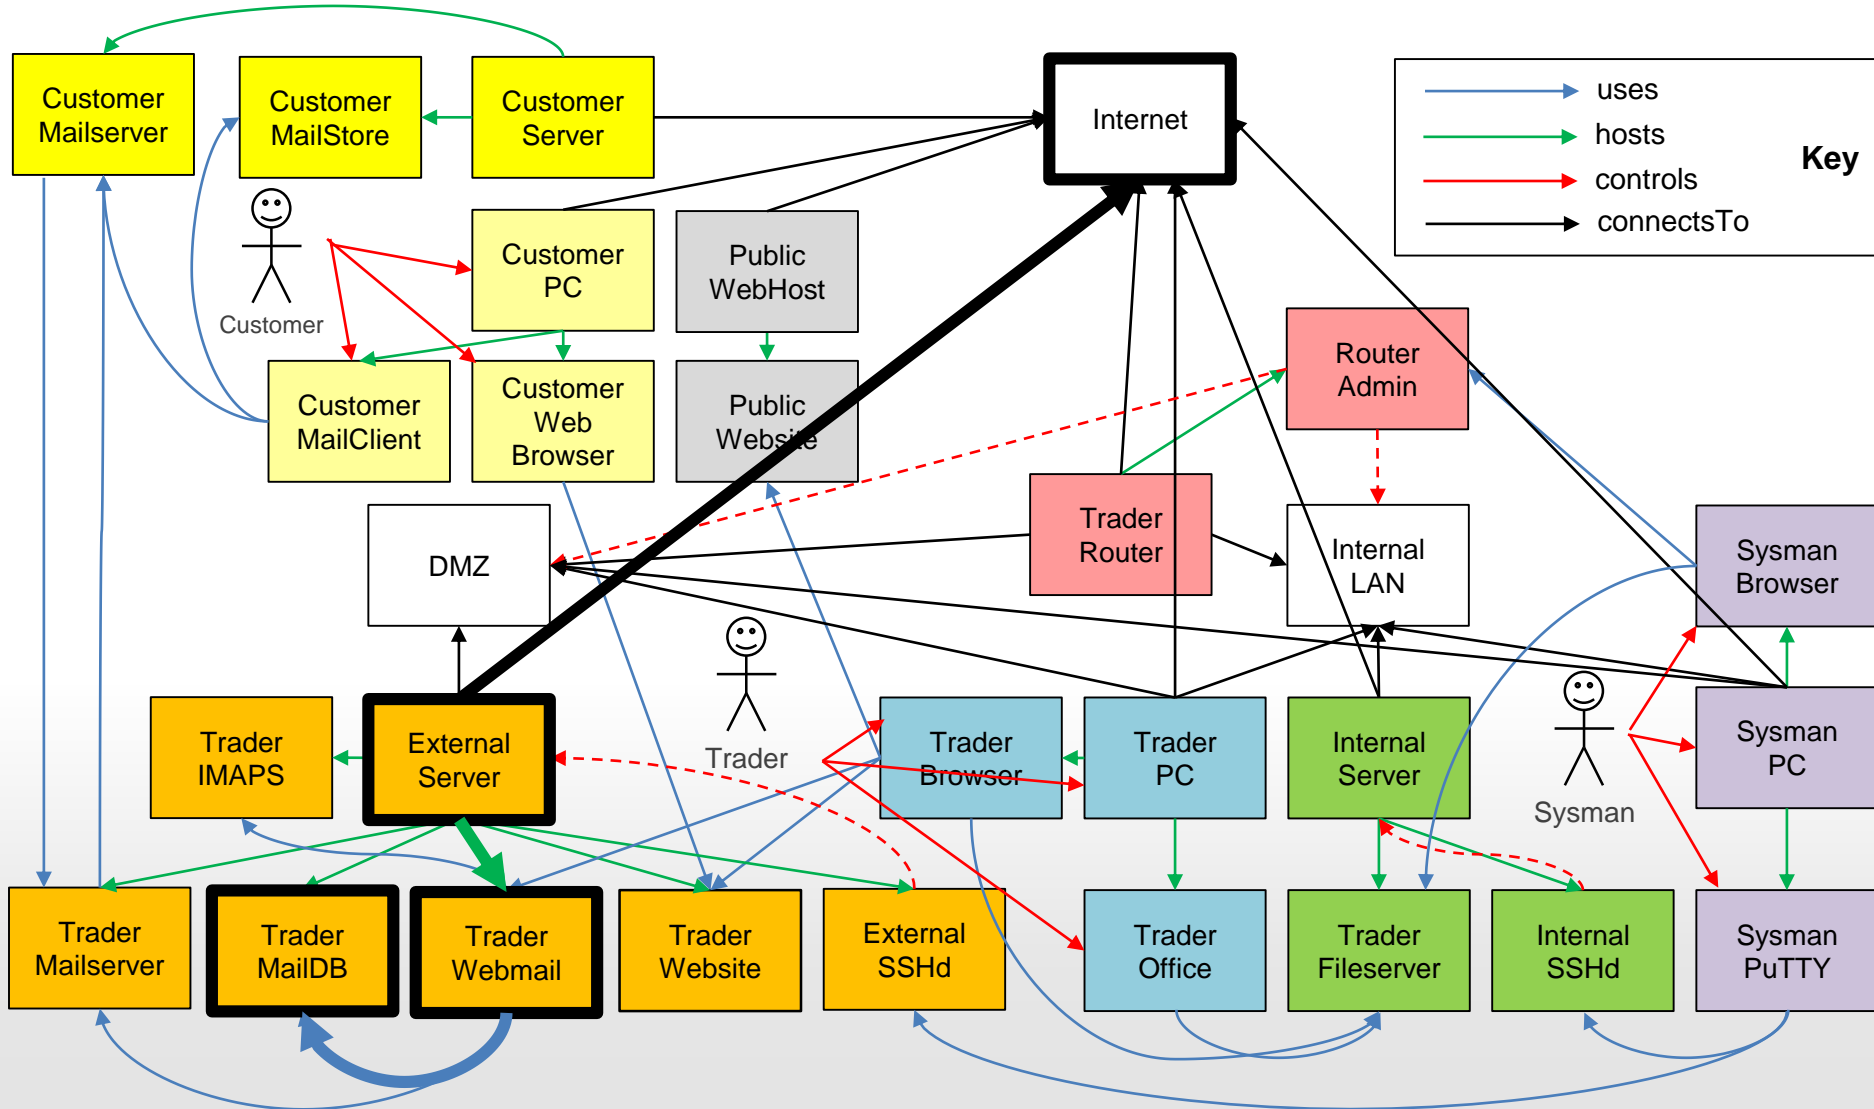 Customer
Mailserver
Customer
MailStore
Customer
Server
Internet
uses
hosts
controls
connectsTo
Key
Customer
Customer
PC
Public
WebHost
Customer
MailClient
Customer
Web
Browser
Public
Website
Router
Admin
DMZ
Trader
Router
Internal
LAN
Sysman
Browser
Trader
IMAPS
External
Server
Trader
Trader
Browser
Trader
PC
Internal
Server
Sysman
Sysman
PC
Trader
Mailserver
Trader
MailDB
Trader
Webmail
Trader
Website
External
SSHd
Trader
Office
Trader
Fileserver
Internal
SSHd
Sysman
PuTTY